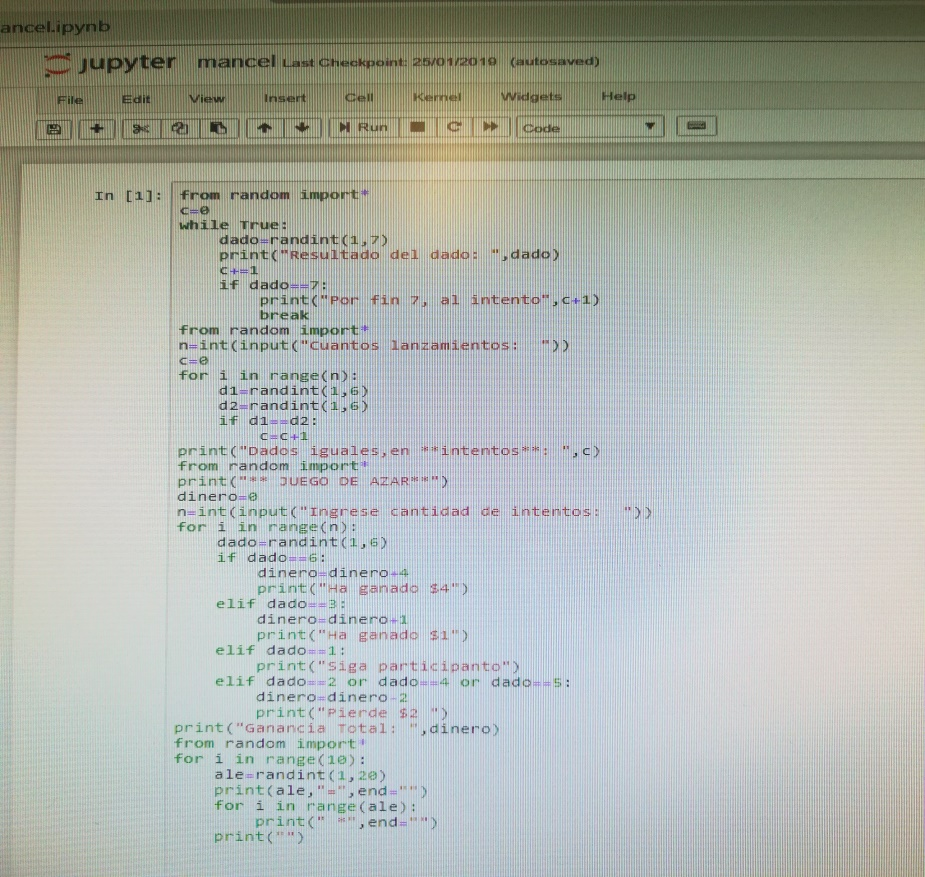 ancel.ipynb
jupyter mancel Last Checkpoint: 25/01/2019 (autosaved)
File Edit View Insert Cell Kernel Widgets Help
Run Code
In [1]: from random import*
c=0
while True:
    dado=randint(1,7)
    print("Resultado del dado: ",dado)
    c+=1
    if dado==7:
        print("Por fin 7, al intento",c+1)
        break
from random import*
n=int(input("Cuantos lanzamientos:  "))
c=0
for i in range(n):
    d1=randint(1,6)
    d2=randint(1,6)
    if d1==d2:
        c=c+1
print("Dados iguales,en **intentos**: ",c)
from random import*
print("** JUEGO DE AZAR**")
dinero=0
n=int(input("Ingrese cantidad de intentos:  "))
for i in range(n):
    dado=randint(1,6)
    if dado==6:
        dinero=dinero+4
        print("Ha ganado $4")
    elif dado==3:
        dinero=dinero+1
        print("Ha ganado $1")
    elif dado==1:
        print("Siga participanto")
    elif dado==2 or dado==4 or dado==5:
        dinero=dinero-2
        print("Pierde $2 ")
print("Ganancia Total: ",dinero)
from random import*
for i in range(10):
    ale=randint(1,20)
    print(ale,"=",end="")
    for i in range(ale):
        print(" *",end="")
    print("")